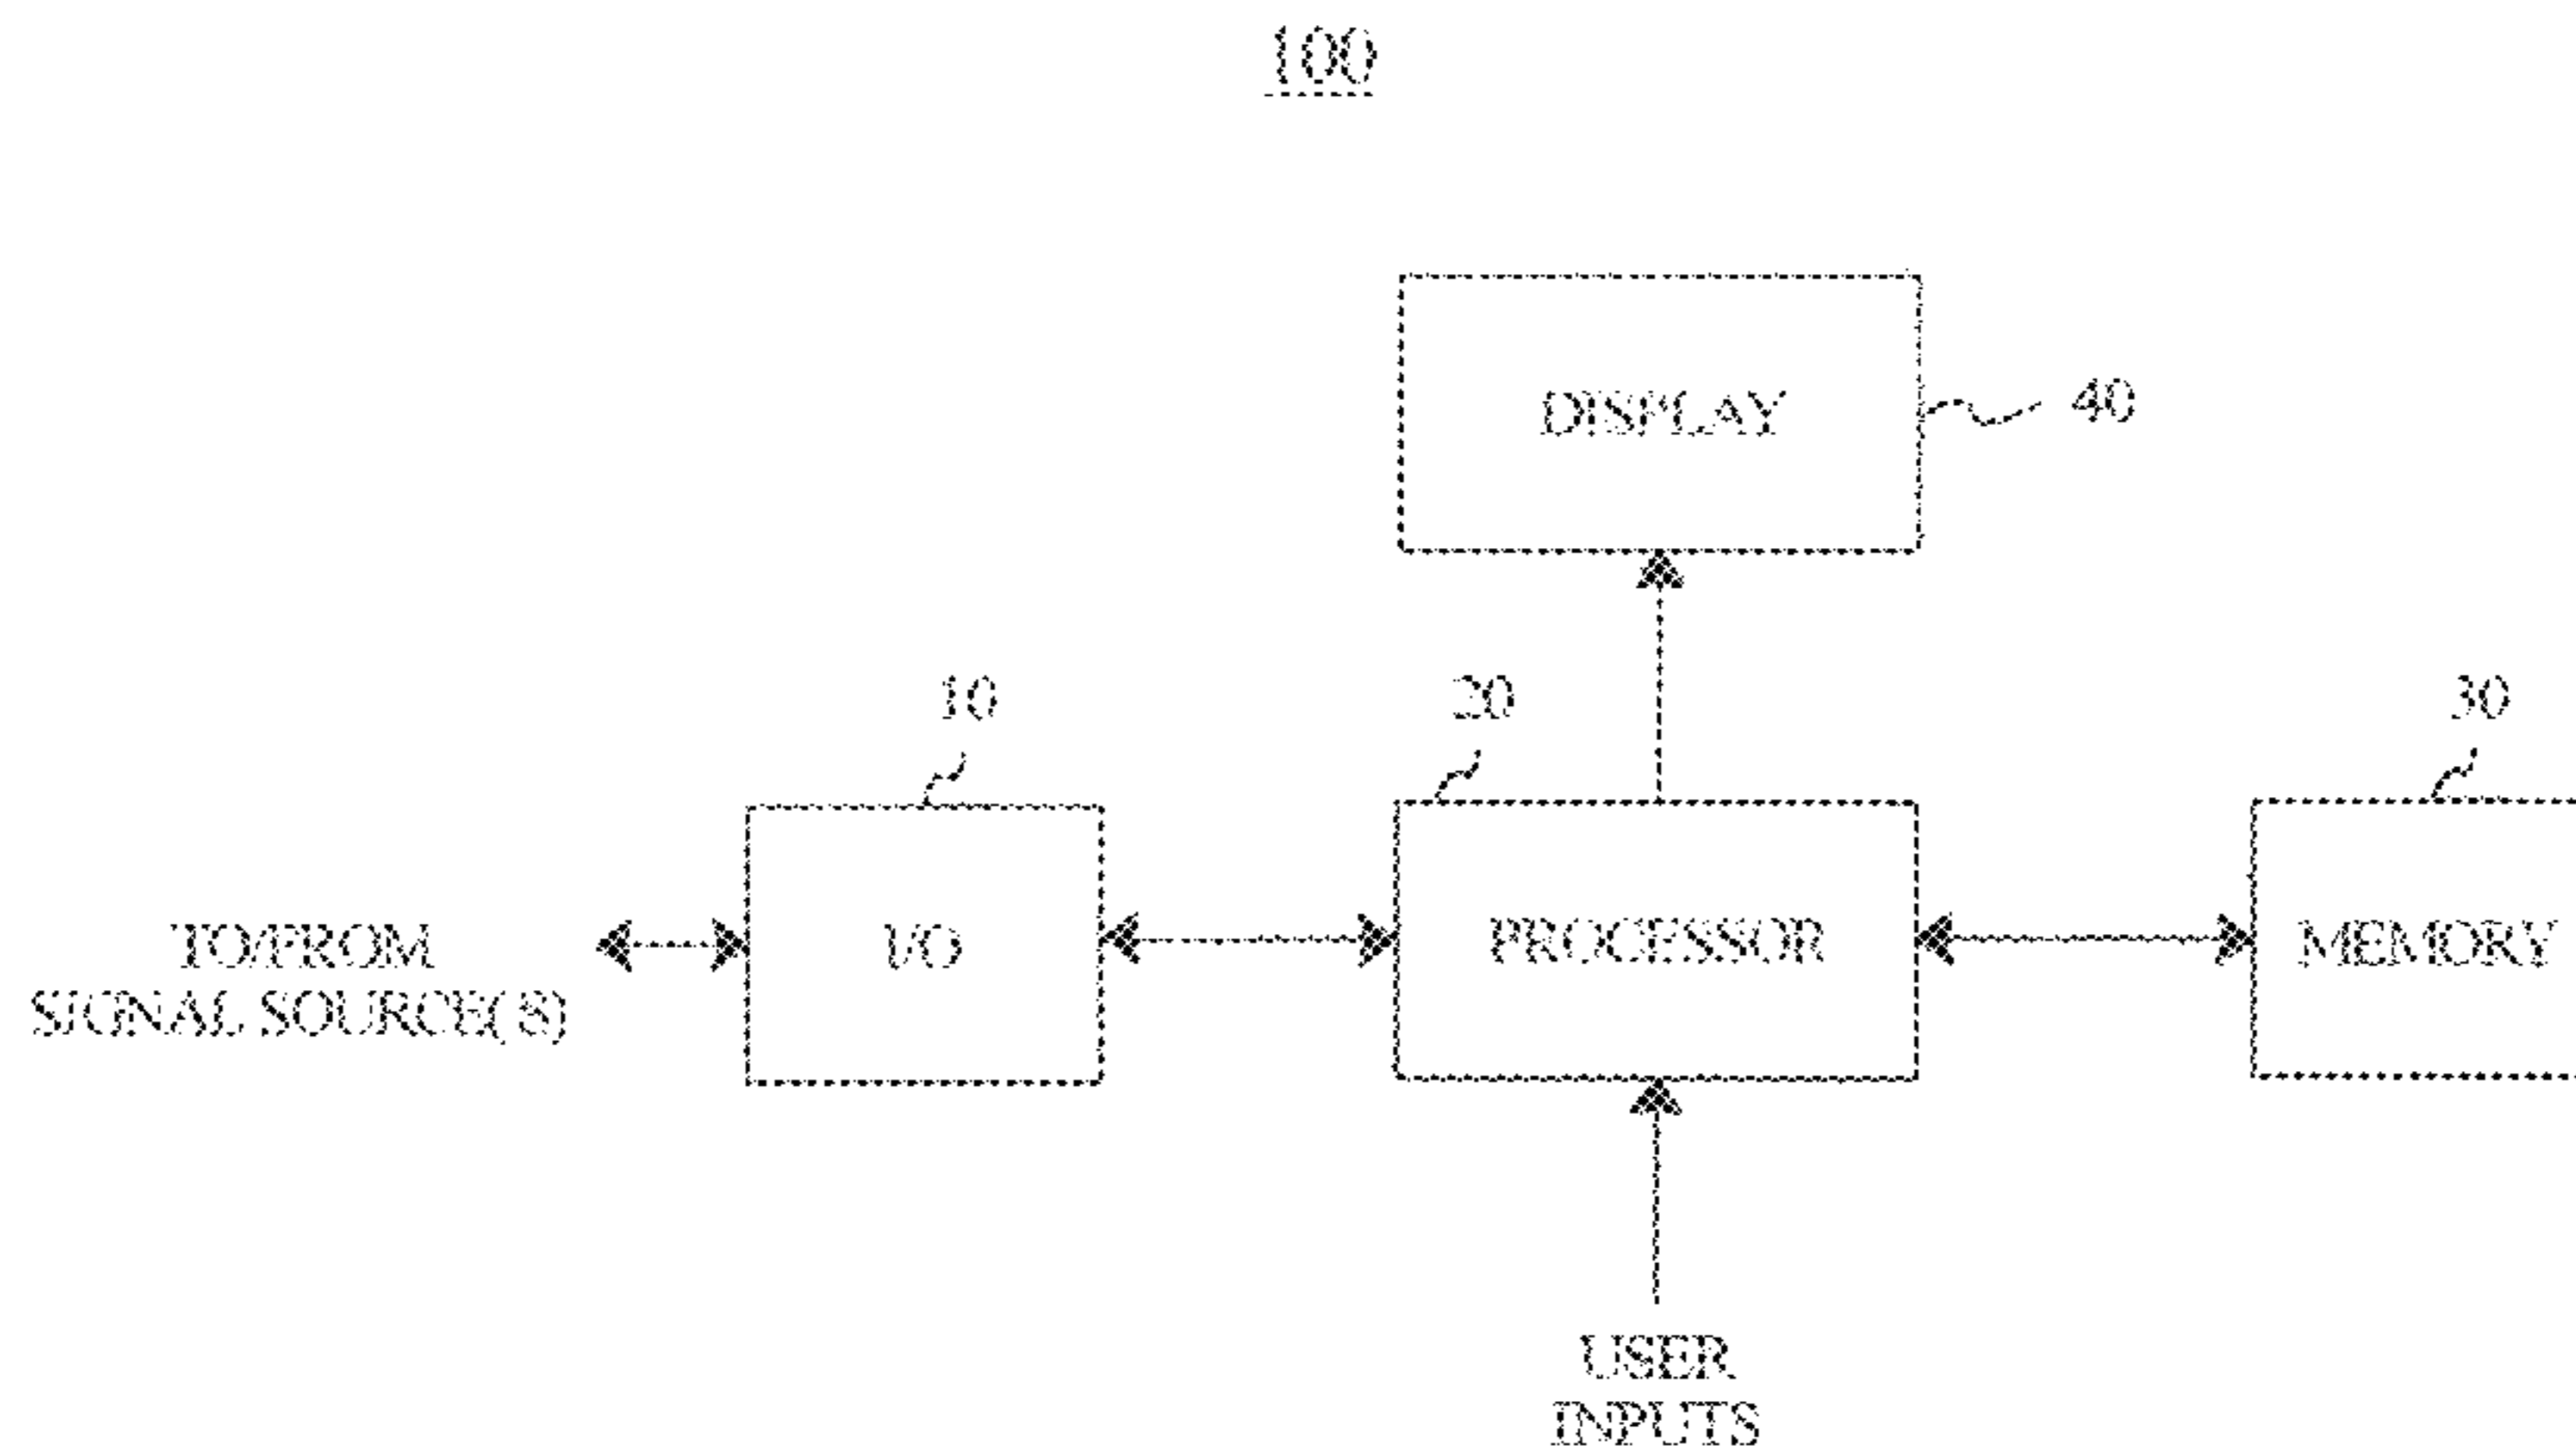 100
DISPLAY
40
10
20
30
TO/FROM
SIGNAL SOURCE(S)
I/O
PROCESSOR
MEMORY
USER
INPUTS